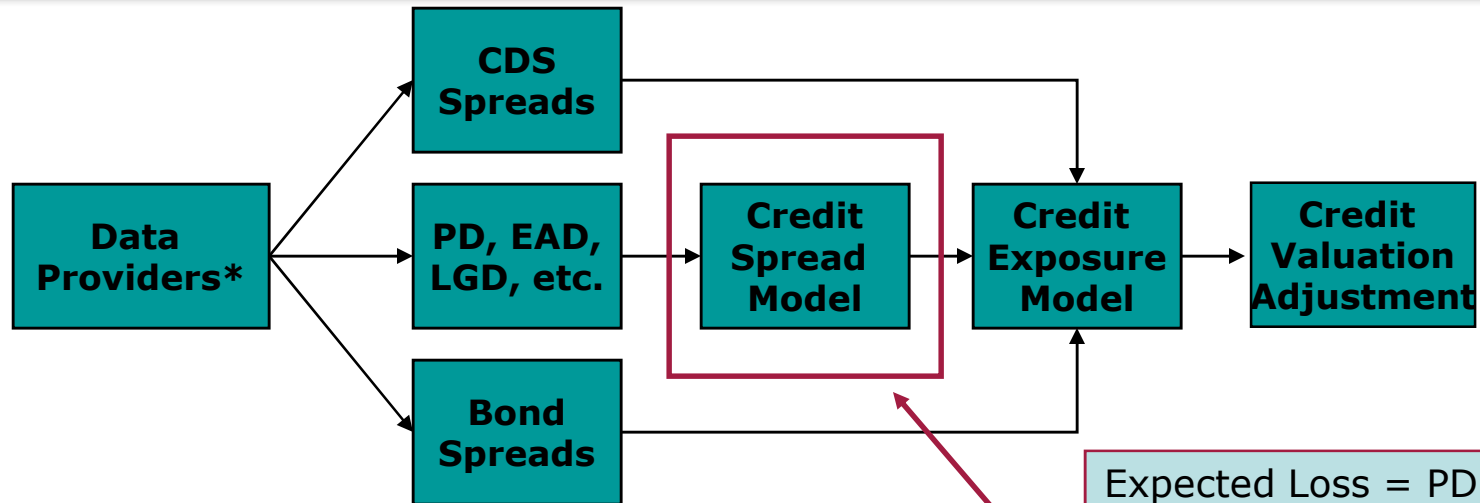 CDS
Spreads
Data
Providers*
PD, EAD,
LGD, etc.
Credit
Spread
Model
Credit
Exposure
Model
Credit
Valuation
Adjustment
Bond
Spreads
Expected Loss = PD